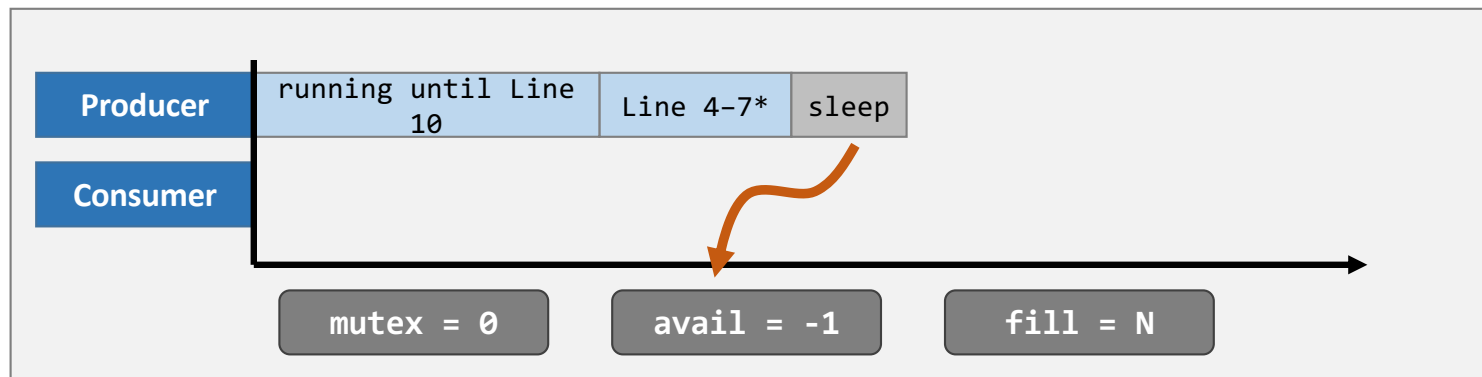 Producer
running until Line
10
Line 4–7*
sleep
Consumer
mutex = 0
avail = -1
fill = N